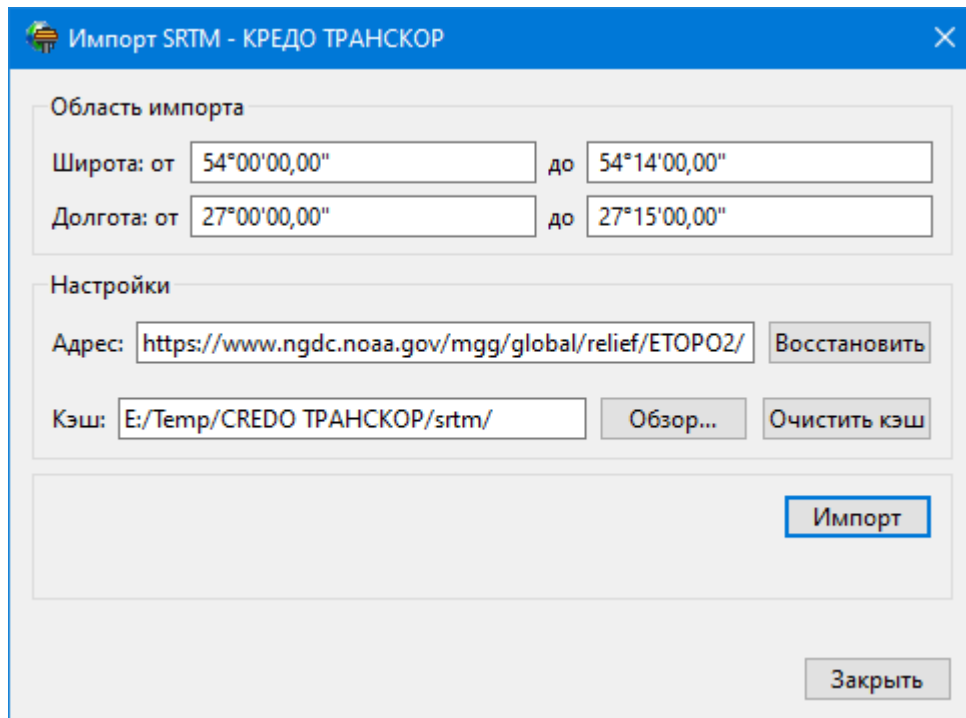 Импорт SRTM - КРЕДО ТРАНСКОР
Область импорта
Широта: от 54°00'00,00" до 54°14'00,00"
Долгота: от 27°00'00,00" до 27°15'00,00"
Настройки
Адрес: https://www.ngdc.noaa.gov/mgg/global/relief/ETOPO2/ Восстановить
Кэш: E:/Temp/CREDO ТРАНСКОР/srtm/ Обзор... Очистить кэш
Импорт
Закрыть